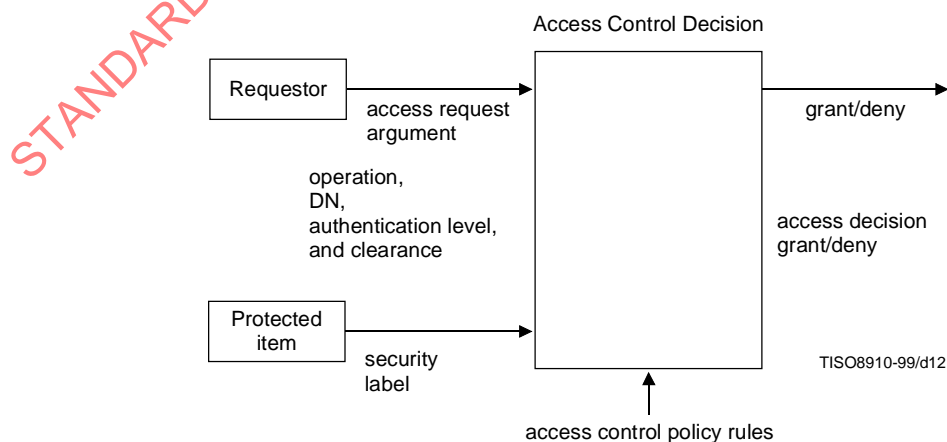 STANDARD
Access Control Decision
Requestor
access request
argument
grant/deny
operation,
DN,
authentication level,
and clearance
access decision
grant/deny
Protected
item
security
label
TISO8910-99/d12
access control policy rules